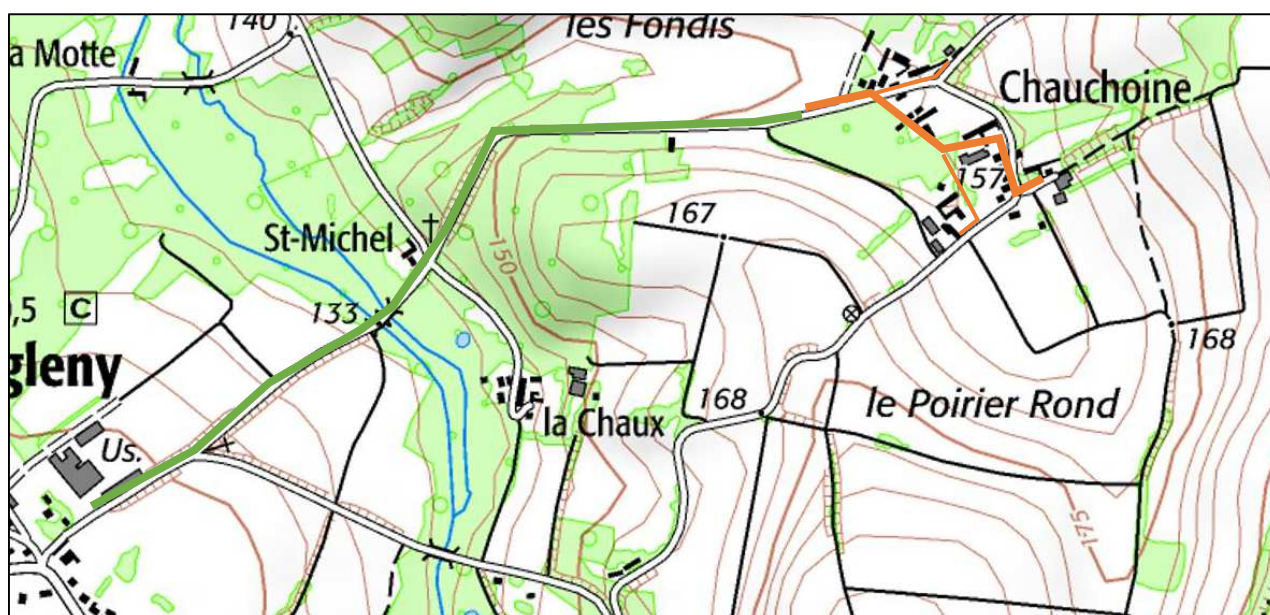 140
les Fondis
a Motte
Chauchoine
157
167
St-Michel
150
133
,5 C
168
gleny
168
le Poirier Rond
la Chaux
Us.
175